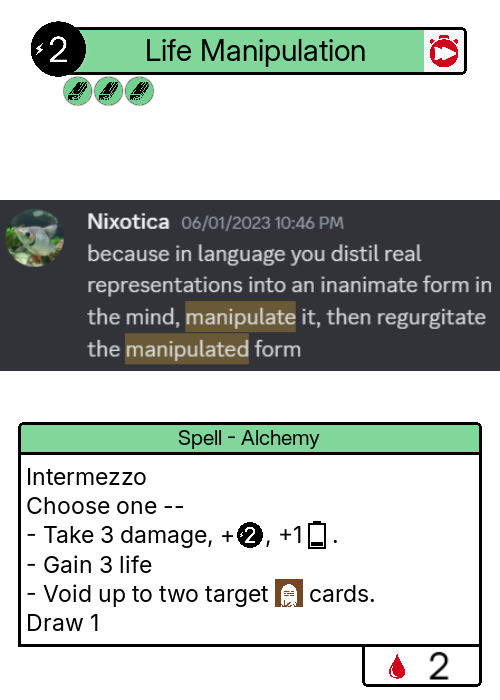 2 Life Manipulation
Nixotica 06/01/2023 10:46 PM
because in language you distil real
representations into an inanimate form in
the mind, manipulate it, then regurgitate
the manipulated form
Spell - Alchemy
Intermezzo
Choose one --
- Take 3 damage, +2, +1 .
- Gain 3 life
- Void up to two target cards.
Draw 1
2